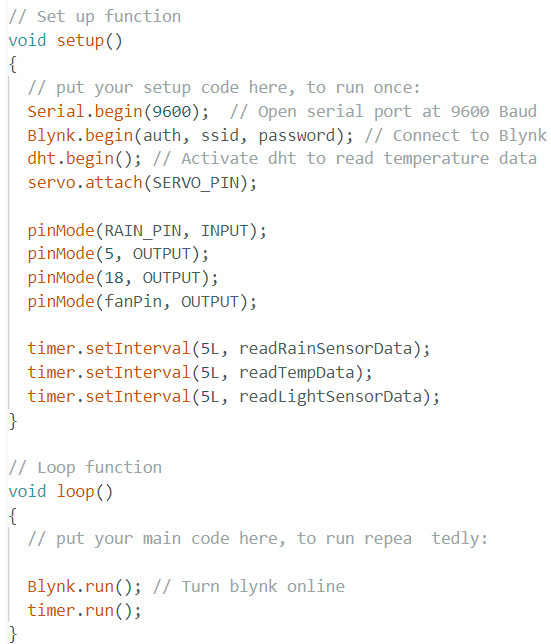 // Set up function
void setup()
{
  // put your setup code here, to run once:
  Serial.begin(9600);  // Open serial port at 9600 Baud
  Blynk.begin(auth, ssid, password); // Connect to Blynk
  dht.begin(); // Activate dht to read temperature data
  servo.attach(SERVO_PIN);

  pinMode(RAIN_PIN, INPUT);
  pinMode(5, OUTPUT);
  pinMode(18, OUTPUT);
  pinMode(fanPin, OUTPUT);

  timer.setInterval(5L, readRainSensorData);
  timer.setInterval(5L, readTempData);
  timer.setInterval(5L, readLightSensorData);
}

// Loop function
void loop()
{
  // put your main code here, to run repea  tedly:

  Blynk.run(); // Turn blynk online
  timer.run();
}